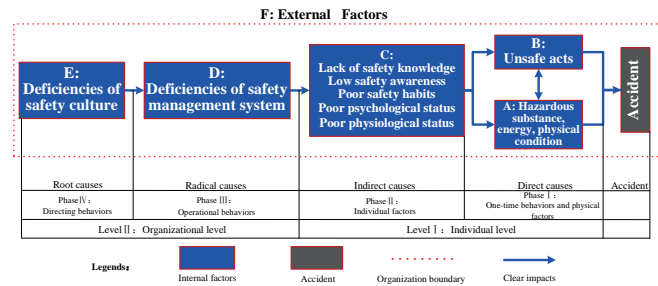 F: External Factors
E:
Deficiencies of
safety culture
D:
Deficiencies of safety
management system
C:
Lack of safety knowledge
Low safety awareness
Poor safety habits
Poor psychological status
Poor physiological status
B:
Unsafe acts
A: Hazardous
substance,
energy, physical
condition
Accident
Root causes
Radical causes
Indirect causes
Direct causes
Accident
PhaseⅣ:
Directing behaviors
Phase Ⅲ:
Operational behaviors
Phase Ⅱ:
Individual factors
Phase Ⅰ:
One-time behaviors and physical
factors
Level Ⅱ: Organizational level
Level Ⅰ: Individual level
Legends:
Internal factors
Accident
Organization boundary
Clear impacts